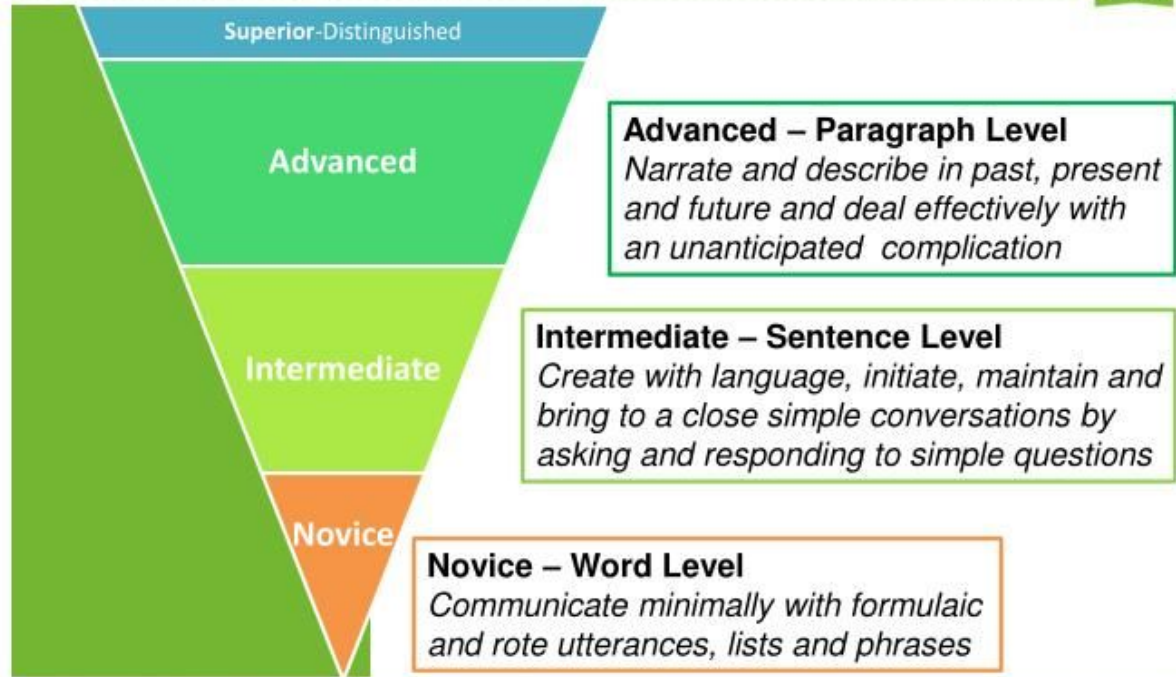 Superior-Distinguished
Advanced
Advanced – Paragraph Level
Narrate and describe in past, present
and future and deal effectively with
an unanticipated complication
Intermediate
Intermediate – Sentence Level
Create with language, initiate, maintain and
bring to a close simple conversations by
asking and responding to simple questions
Novice
Novice – Word Level
Communicate minimally with formulaic
and rote utterances, lists and phrases